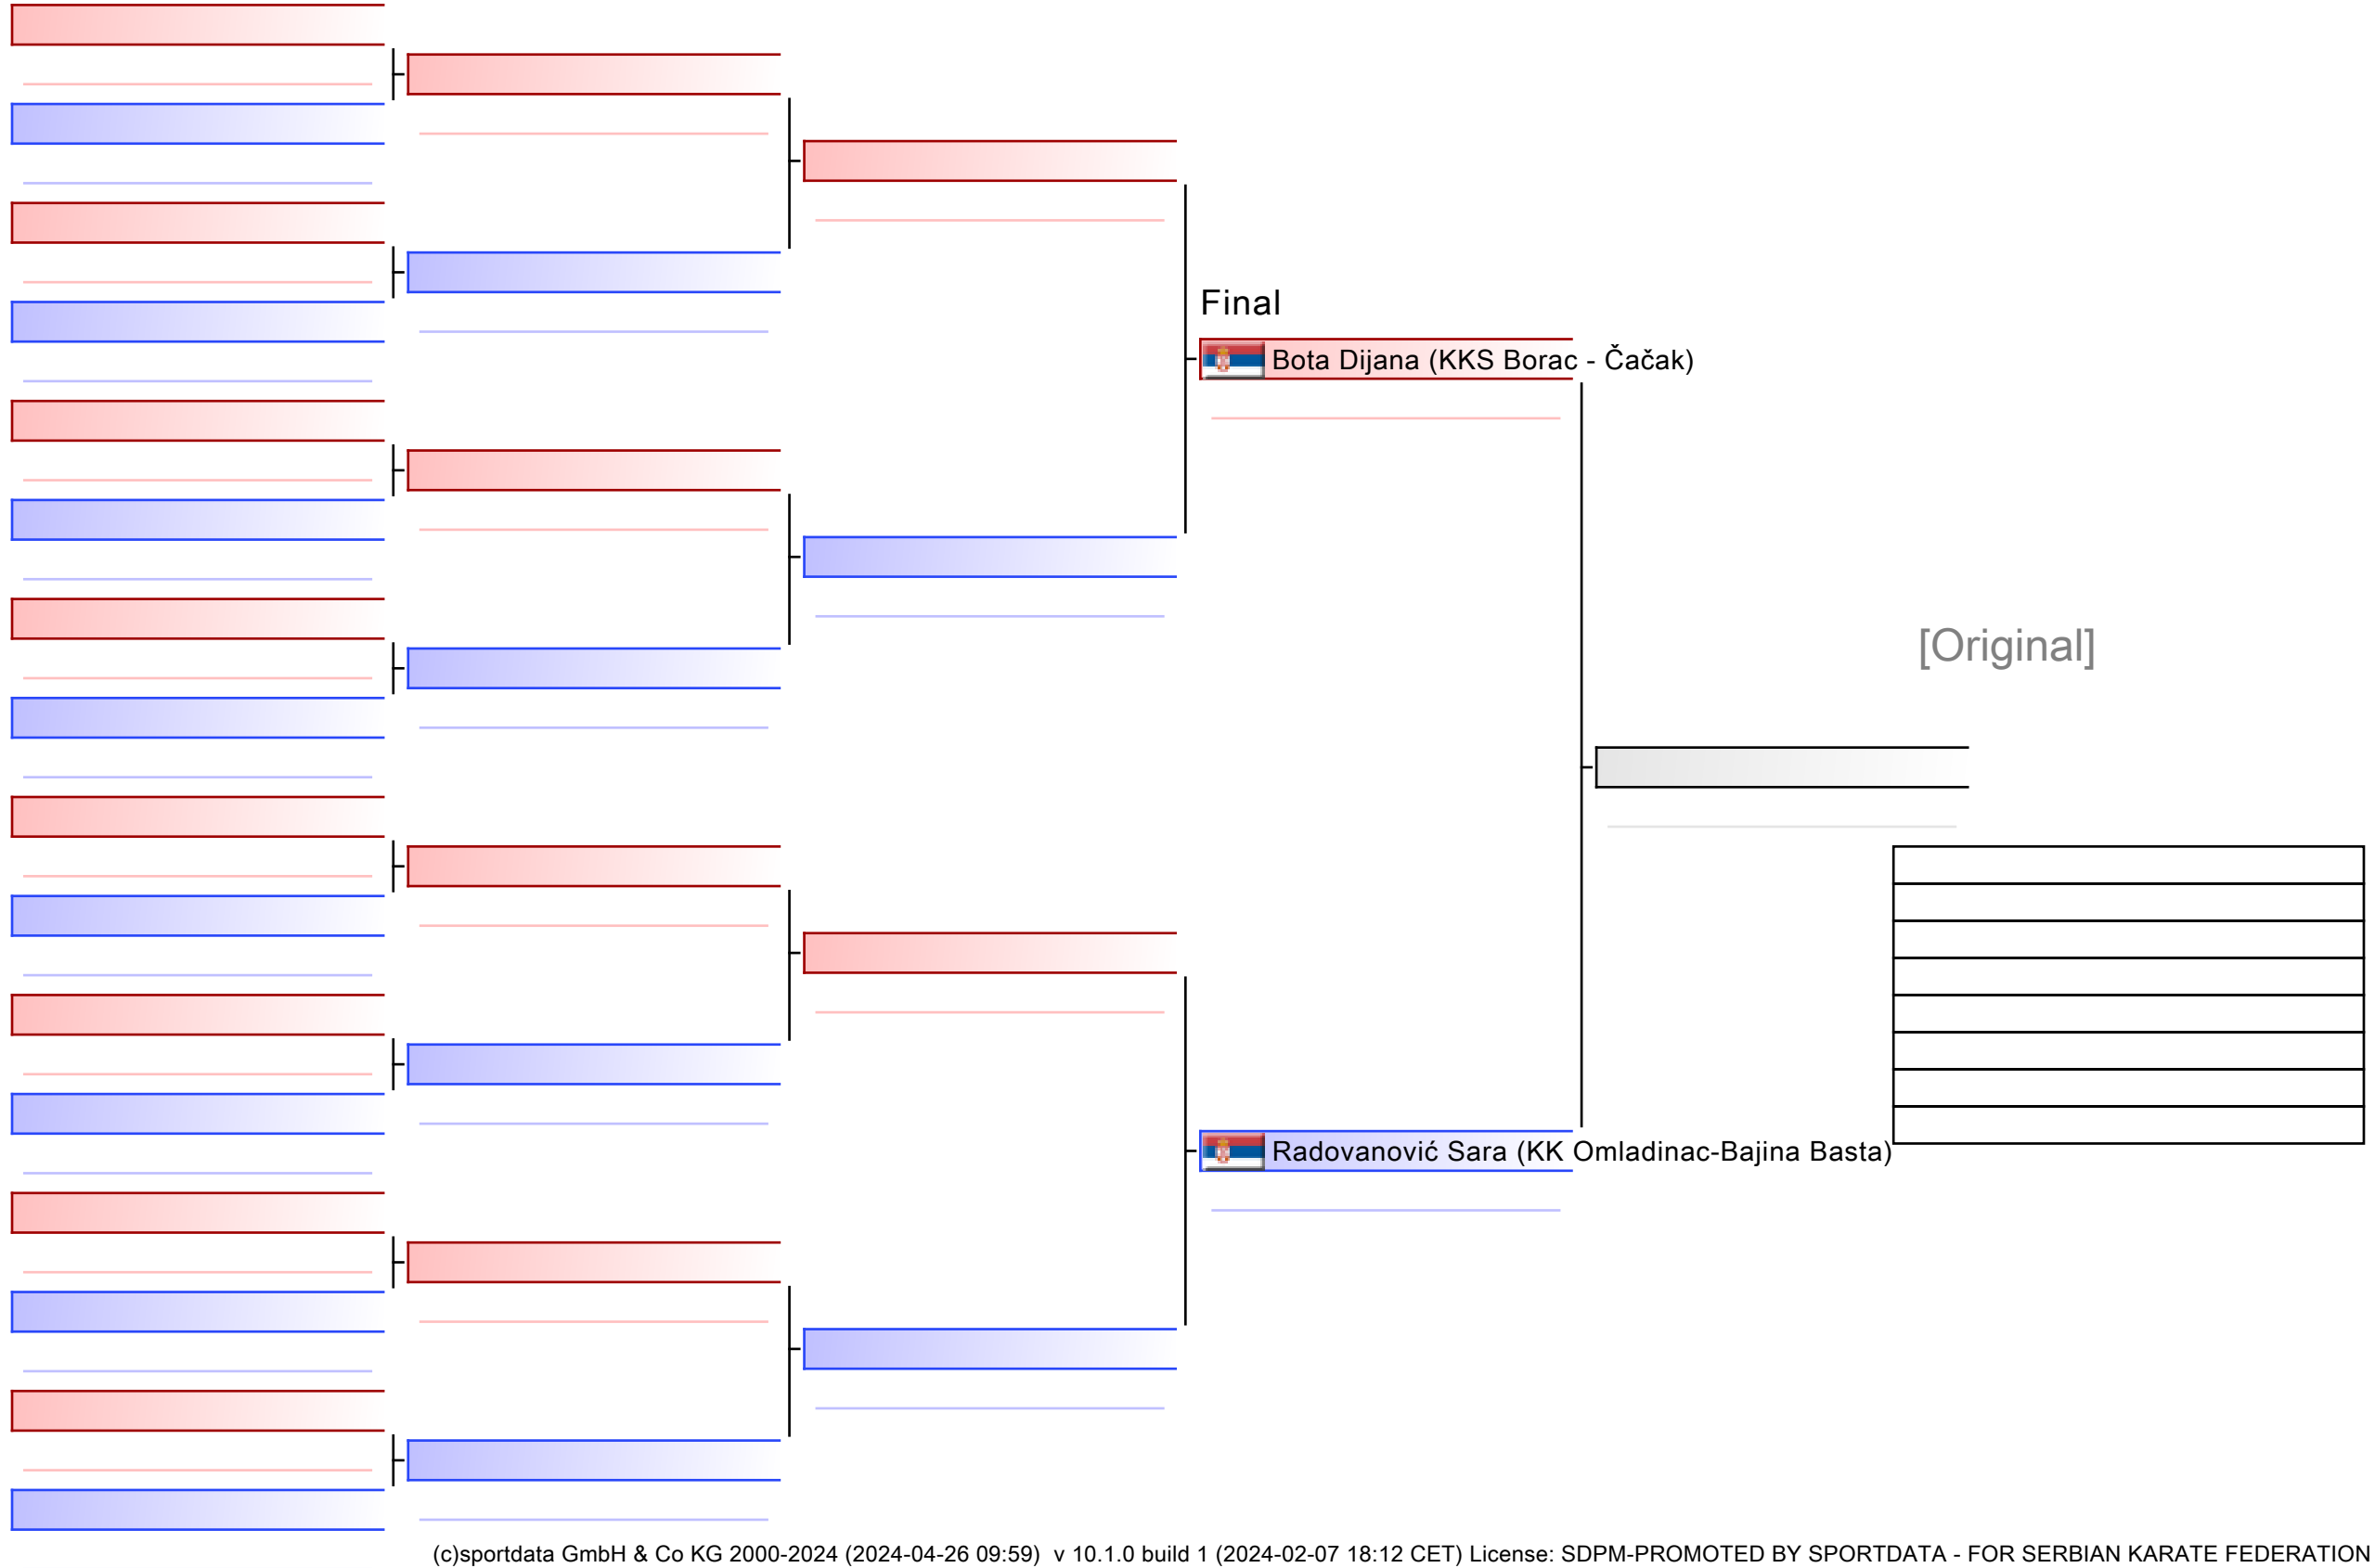 Final
Bota Dijana (KKS Borac - Čačak)
[Original]
Radovanović Sara (KK Omladinac-Bajina Basta)
(c)sportdata GmbH & Co KG 2000-2024 (2024-04-26 09:59)  v 10.1.0 build 1 (2024-02-07 18:12 CET) License: SDPM-PROMOTED BY SPORTDATA - FOR SERBIAN KARATE FEDERATION